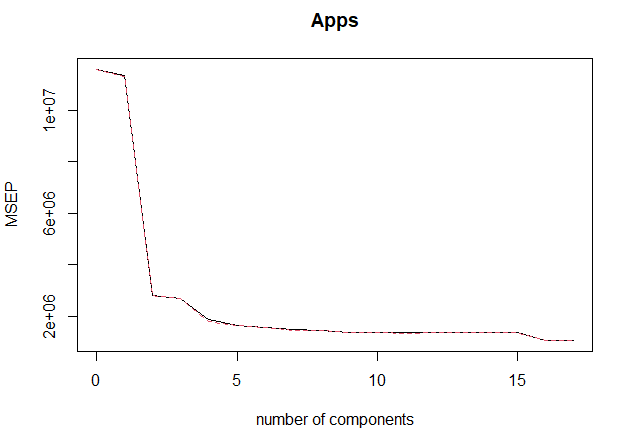 Apps
MSEP
1e+07
6e+06
2e+06
0 5 10 15
number of components